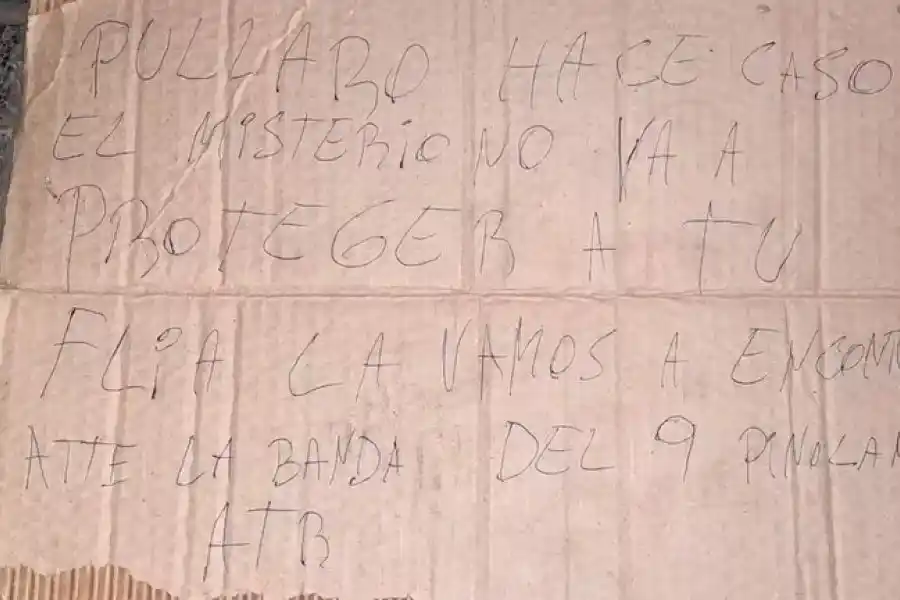 PULLARO HACE CASO
EL MISTERIO NO VA A
PROTEGER A TU
FLIA LA VAMOS A ENCONT
ATTE LA BANDA DEL 9 PINOLAN
ATB